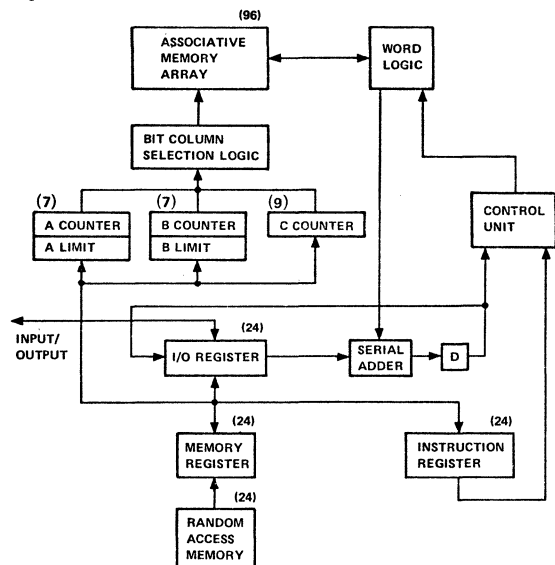 (96)
ASSOCIATIVE
MEMORY
ARRAY
WORD
LOGIC
BIT COLUMN
SELECTION LOGIC
(7)
A COUNTER
A LIMIT
(7)
B COUNTER
B LIMIT
(9)
C COUNTER
CONTROL
UNIT
INPUT/
OUTPUT
(24)
I/O REGISTER
SERIAL
ADDER
D
(24)
MEMORY
REGISTER
(24)
INSTRUCTION
REGISTER
(24)
RANDOM
ACCESS
MEMORY